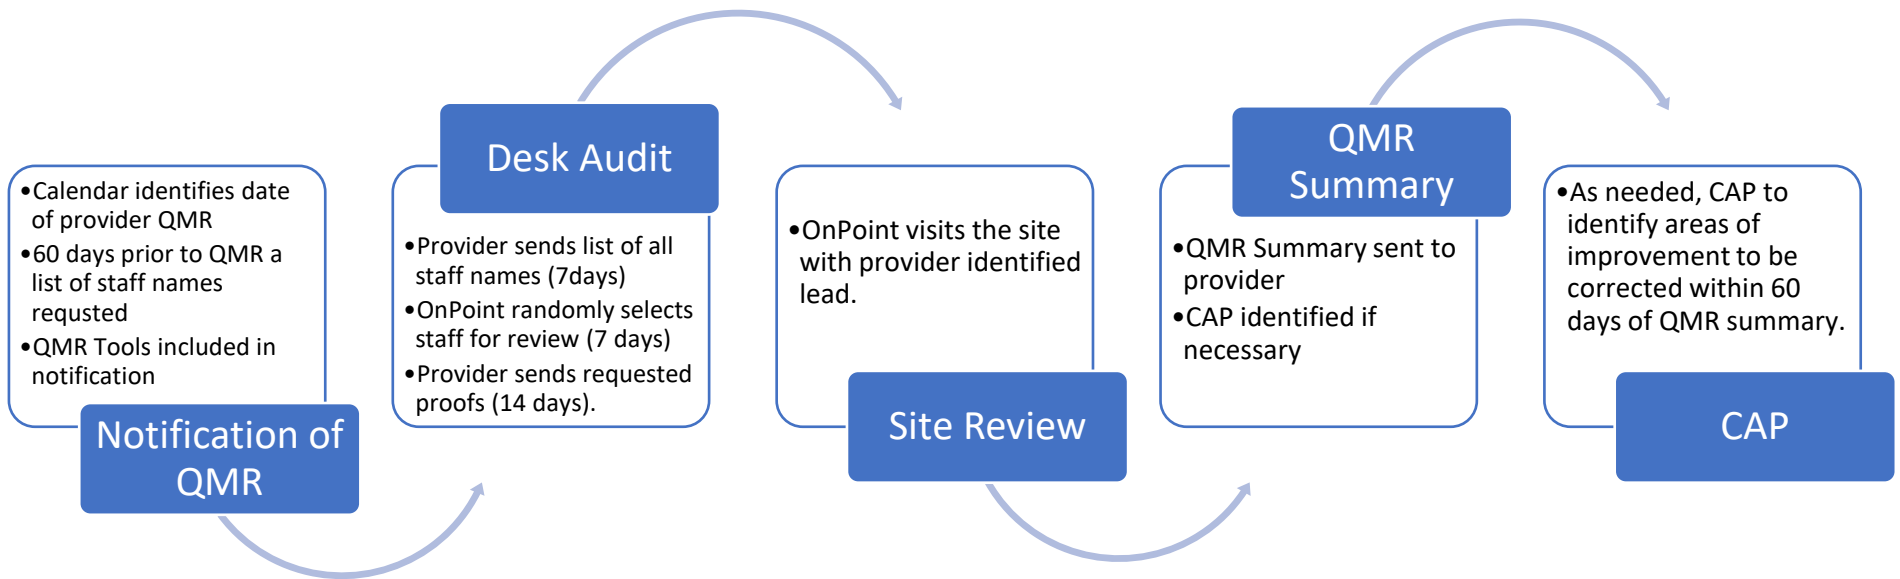 •Calendar identifies date
of provider QMR
•60 days prior to QMR a
list of staff names
requsted
•QMR Tools included in
notification
Notification of
QMR
Desk Audit
•Provider sends list of all
staff names (7days)
•OnPoint randomly selects
staff for review (7 days)
•Provider sends requested
proofs (14 days).
•OnPoint visits the site
with provider identified
lead.
Site Review
QMR
Summary
•QMR Summary sent to
provider
•CAP identified if
necessary
•As needed, CAP to
identify areas of
improvement to be
corrected within 60
days of QMR summary.
CAP